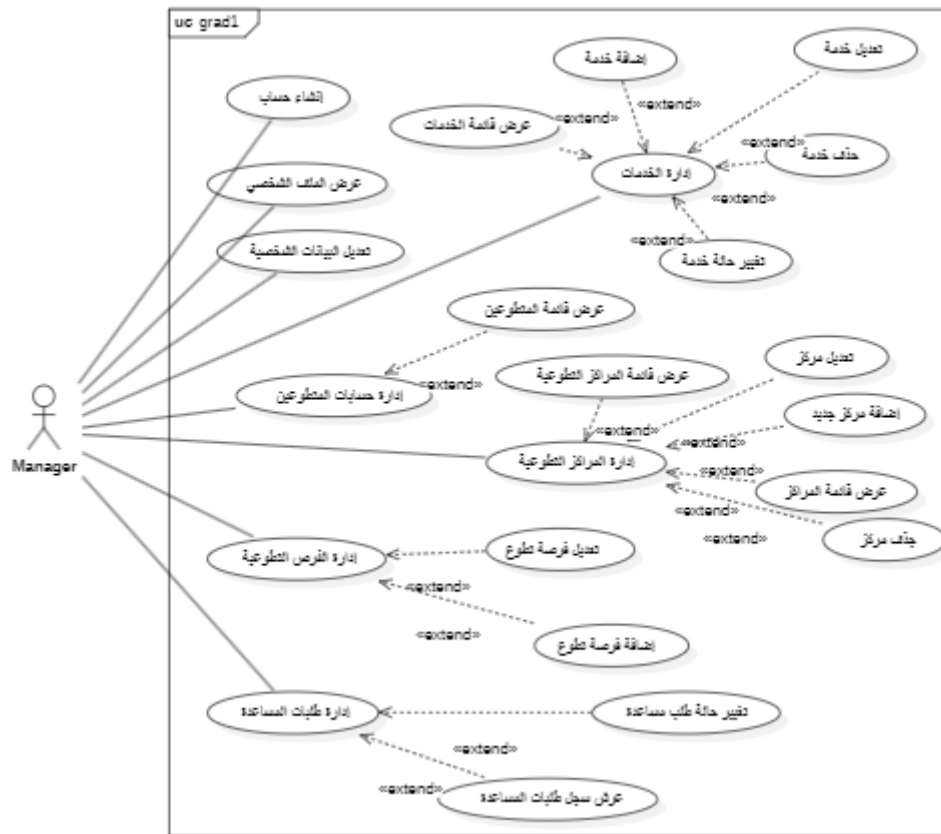 uc grad1
إضافة خدمة
تعديل خدمة
إنشاء حساب
«extend»
عرض قائمة الخدمات
«extend»
«extend»
حذف خدمة
إدارة الخدمات
عرض الملف الشخصي
«extend»
«extend»
تعديل البيانات الشخصية
«extend»
تغيير حالة خدمة
عرض قائمة المتطوعين
تعديل مركز
عرض قائمة المراكز التطوعية
إدارة حسابات المتطوعين
«extend»
إضافة مركز جديد
«extend»
«extend»
إدارة المراكز التطوعية
Manager
عرض قائمة المراكز
«extend»
«extend»
حذف مركز
تعديل فرصة تطوع
إدارة الفرص التطوعية
«extend»
«extend»
إضافة فرصة تطوع
إدارة طلبات المساعدة
تغيير حالة طلب مساعدة
«extend»
«extend»
عرض سجل طلبات المساعدة